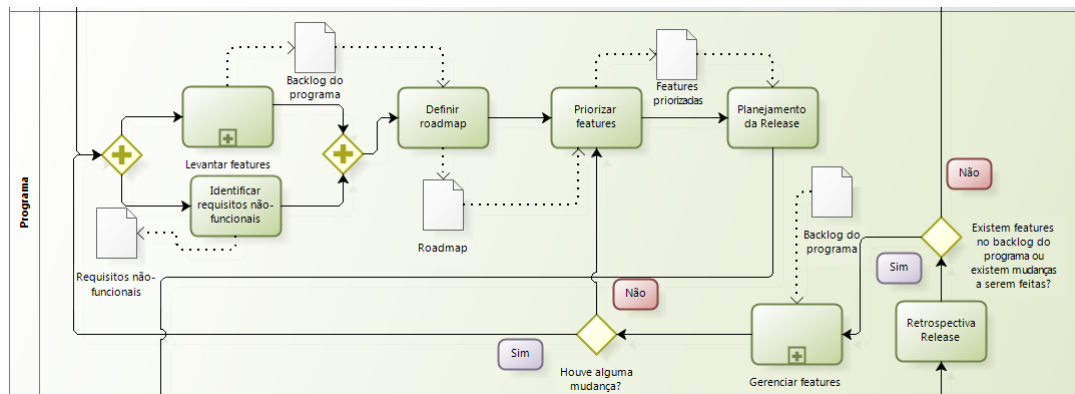 Programa
Backlog do
programa
Levantar features
Identificar
requisitos não-
funcionais
Requisitos não-
funcionais
Definir
roadmap
Roadmap
Priorizar
features
Features
priorizadas
Planejamento
da Release
Backlog do
programa
Não
Existem features
no backlog do
programa ou
existem mudanças
a serem feitas?
Sim
Retrospectiva
Release
Gerenciar features
Não
Sim
Houve alguma
mudança?